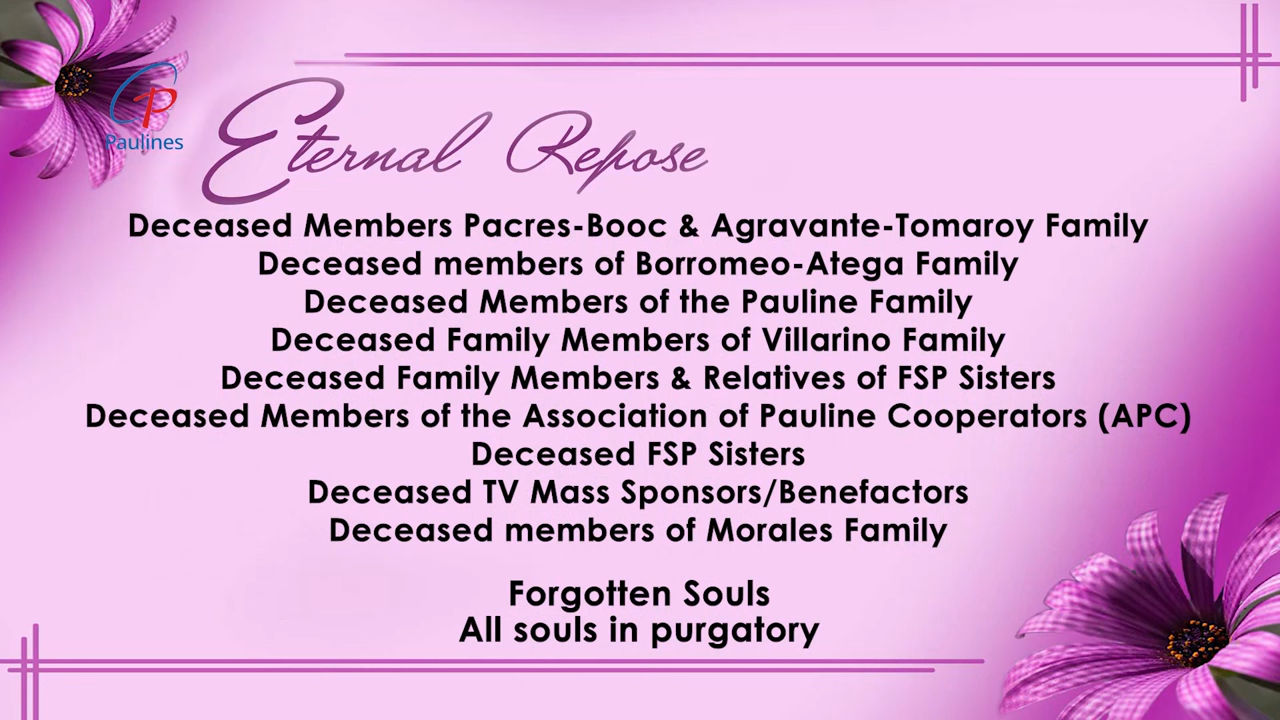 Paulines
Eternal Repose
Deceased Members Pacres-Booc & Agravante-Tomaroy Family
Deceased members of Borromeo-Atega Family
Deceased Members of the Pauline Family
Deceased Family Members of Villarino Family
Deceased Family Members & Relatives of FSP Sisters
Deceased Members of the Association of Pauline Cooperators (APC)
Deceased FSP Sisters
Deceased TV Mass Sponsors/Benefactors
Deceased members of Morales Family
Forgotten Souls
All souls in purgatory